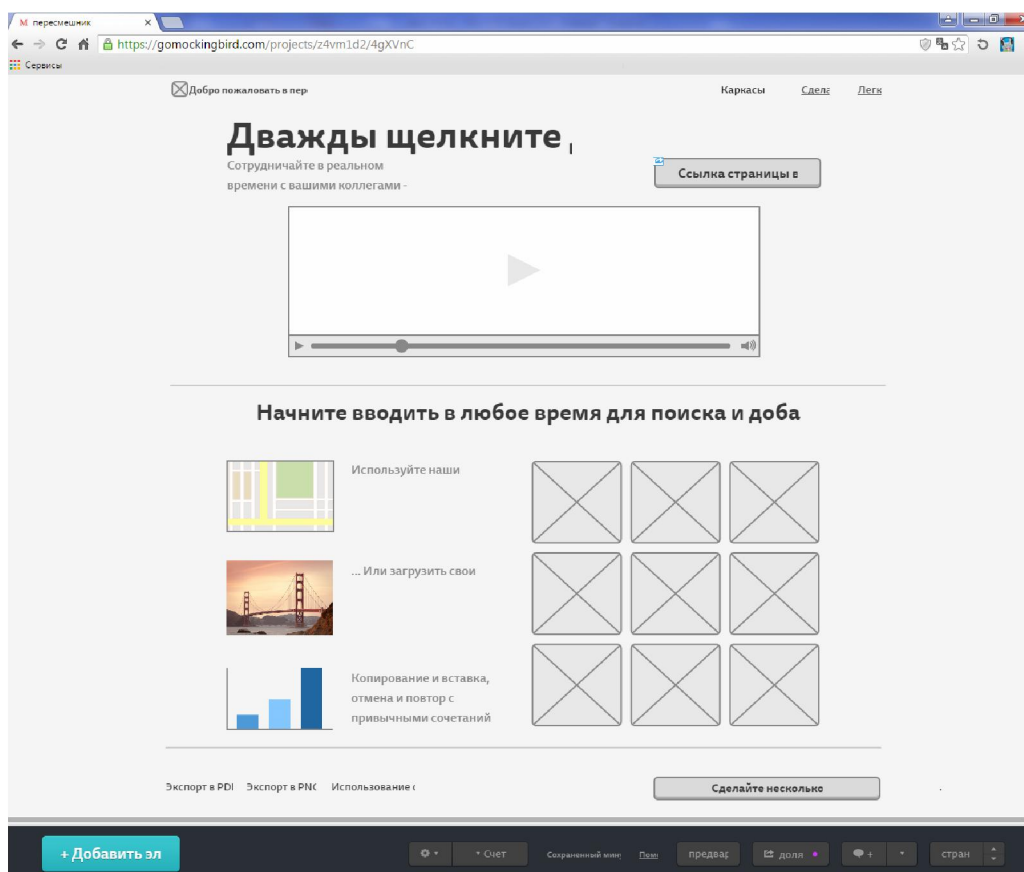 М пересмешник
https://gomockingbird.com/projects/z4vm1d2/4gXVnC
Сервисы
Добро пожаловать в пер
Каркасы Сдела Легк
Дважды щелкните
Сотрудничайте в реальном
времени с вашими коллегами -
Ссылка страницы в
Начните вводить в любое время для поиска и доба
Используйте наши
... Или загрузить свои
Копирование и вставка,
отмена и повтор с
привычными сочетаний
Экспорт в PDI Экспорт в PNC Использование с
Сделайте несколько
+ Добавить эл
Счет
Сохраненный мин
предвар
доля
+
стран